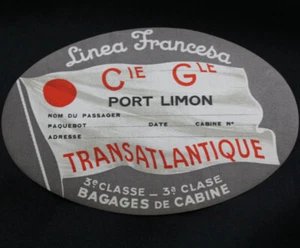 Linea Francesa
Cie Gle
PORT LIMON
NOM DU PASSAGER
PAQUEBOT DATE CABINE No
ADRESSE
TRANSATLANTIQUE
3e CLASSE — 3a CLASE
BAGAGES DE CABINE